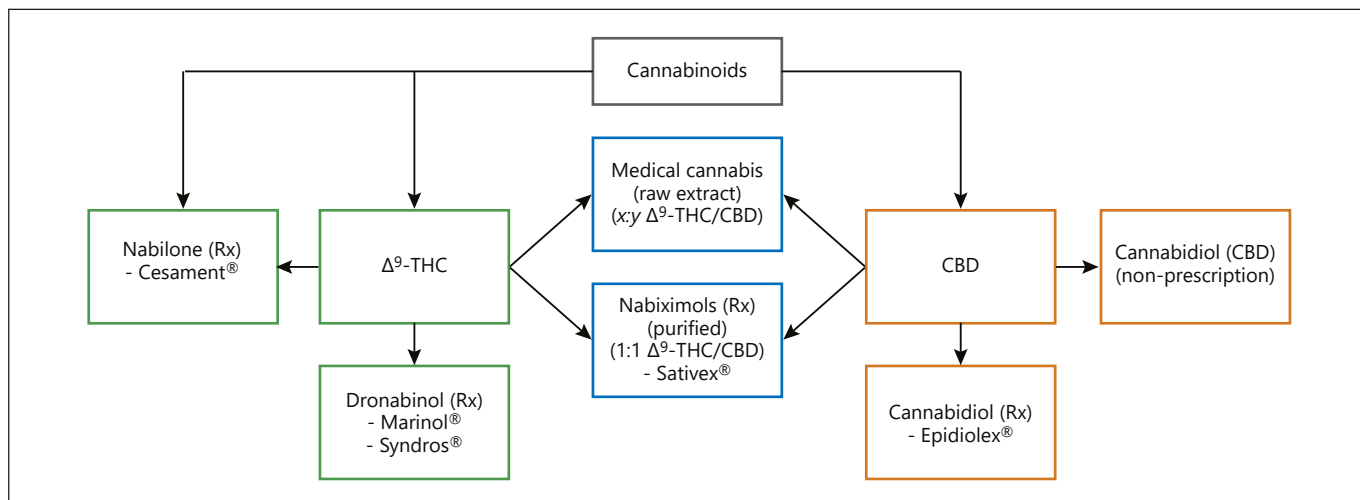 Cannabinoids
Medical cannabis
(raw extract)
(x:y Δ⁹-THC/CBD)
Nabilone (Rx)
- Cesament®
Δ⁹-THC
CBD
Cannabidiol (CBD)
(non-prescription)
Nabiximols (Rx)
(purified)
(1:1 Δ⁹-THC/CBD)
- Sativex®
Dronabinol (Rx)
- Marinol®
- Syndros®
Cannabidiol (Rx)
- Epidiolex®